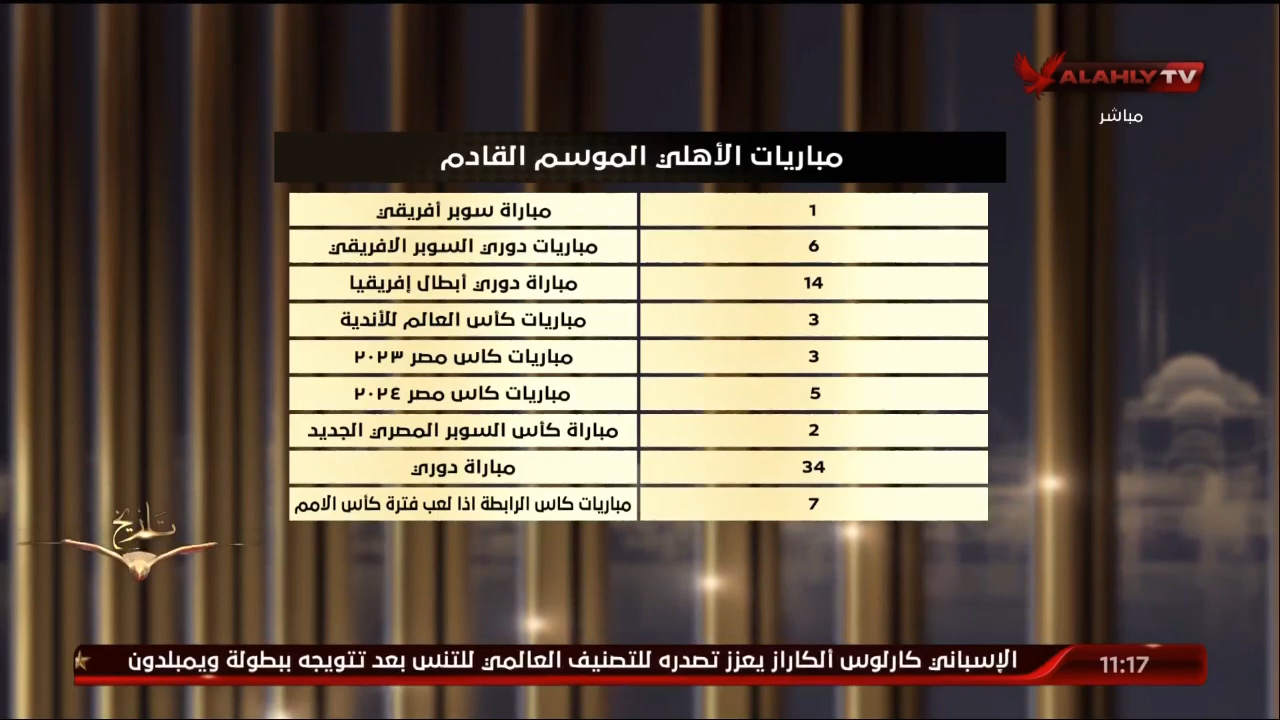 ALAHLY TV
مباشر
مباريات الأهلي الموسم القادم
1 مباراة سوبر أفريقي
6 مباريات دوري السوبر الافريقي
14 مباراة دوري أبطال إفريقيا
3 مباريات كأس العالم للأندية
3 مباريات كاس مصر ٢٠٢٣
5 مباريات كاس مصر ٢٠٢٤
2 مباراة كأس السوبر المصري الجديد
34 مباراة دوري
7 مباريات كاس الرابطة اذا لعب فترة كأس الامم
تاريخ
11:17 الإسباني كارلوس ألكاراز يعزز تصدره للتصنيف العالمي للتنس بعد تتويجه ببطولة ويمبلدون